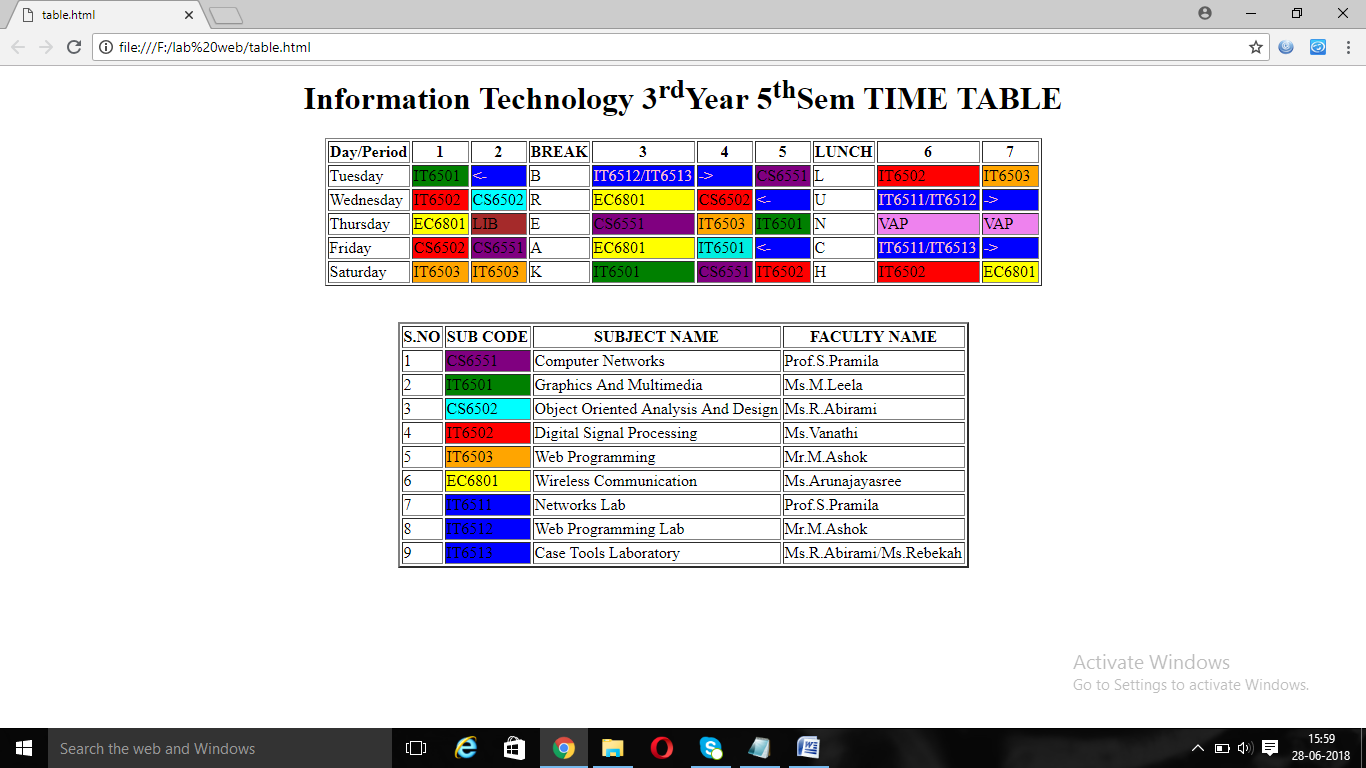 table.html
file:///F:/lab%20web/table.html
Information Technology 3rdYear 5thSem TIME TABLE
Day/Period 1 2 BREAK 3 4 5 LUNCH 6 7
Tuesday IT6501 <- B IT6512/IT6513 -> CS6551 L IT6502 IT6503
Wednesday IT6502 CS6502 R EC6801 CS6502 <- U IT6511/IT6512 ->
Thursday EC6801 LIB E CS6551 IT6503 IT6501 N VAP VAP
Friday CS6502 CS6551 A EC6801 IT6501 <- C IT6511/IT6513 ->
Saturday IT6503 IT6503 K IT6501 CS6551 IT6502 H IT6502 EC6801
S.NO SUB CODE SUBJECT NAME FACULTY NAME
1 CS6551 Computer Networks Prof.S.Pramila
2 IT6501 Graphics And Multimedia Ms.M.Leela
3 CS6502 Object Oriented Analysis And Design Ms.R.Abirami
4 IT6502 Digital Signal Processing Ms.Vanathi
5 IT6503 Web Programming Mr.M.Ashok
6 EC6801 Wireless Communication Ms.Arunajayasree
7 IT6511 Networks Lab Prof.S.Pramila
8 IT6512 Web Programming Lab Mr.M.Ashok
9 IT6513 Case Tools Laboratory Ms.R.Abirami/Ms.Rebekah
Activate Windows
Go to Settings to activate Windows.
Search the web and Windows
15:59
28-06-2018